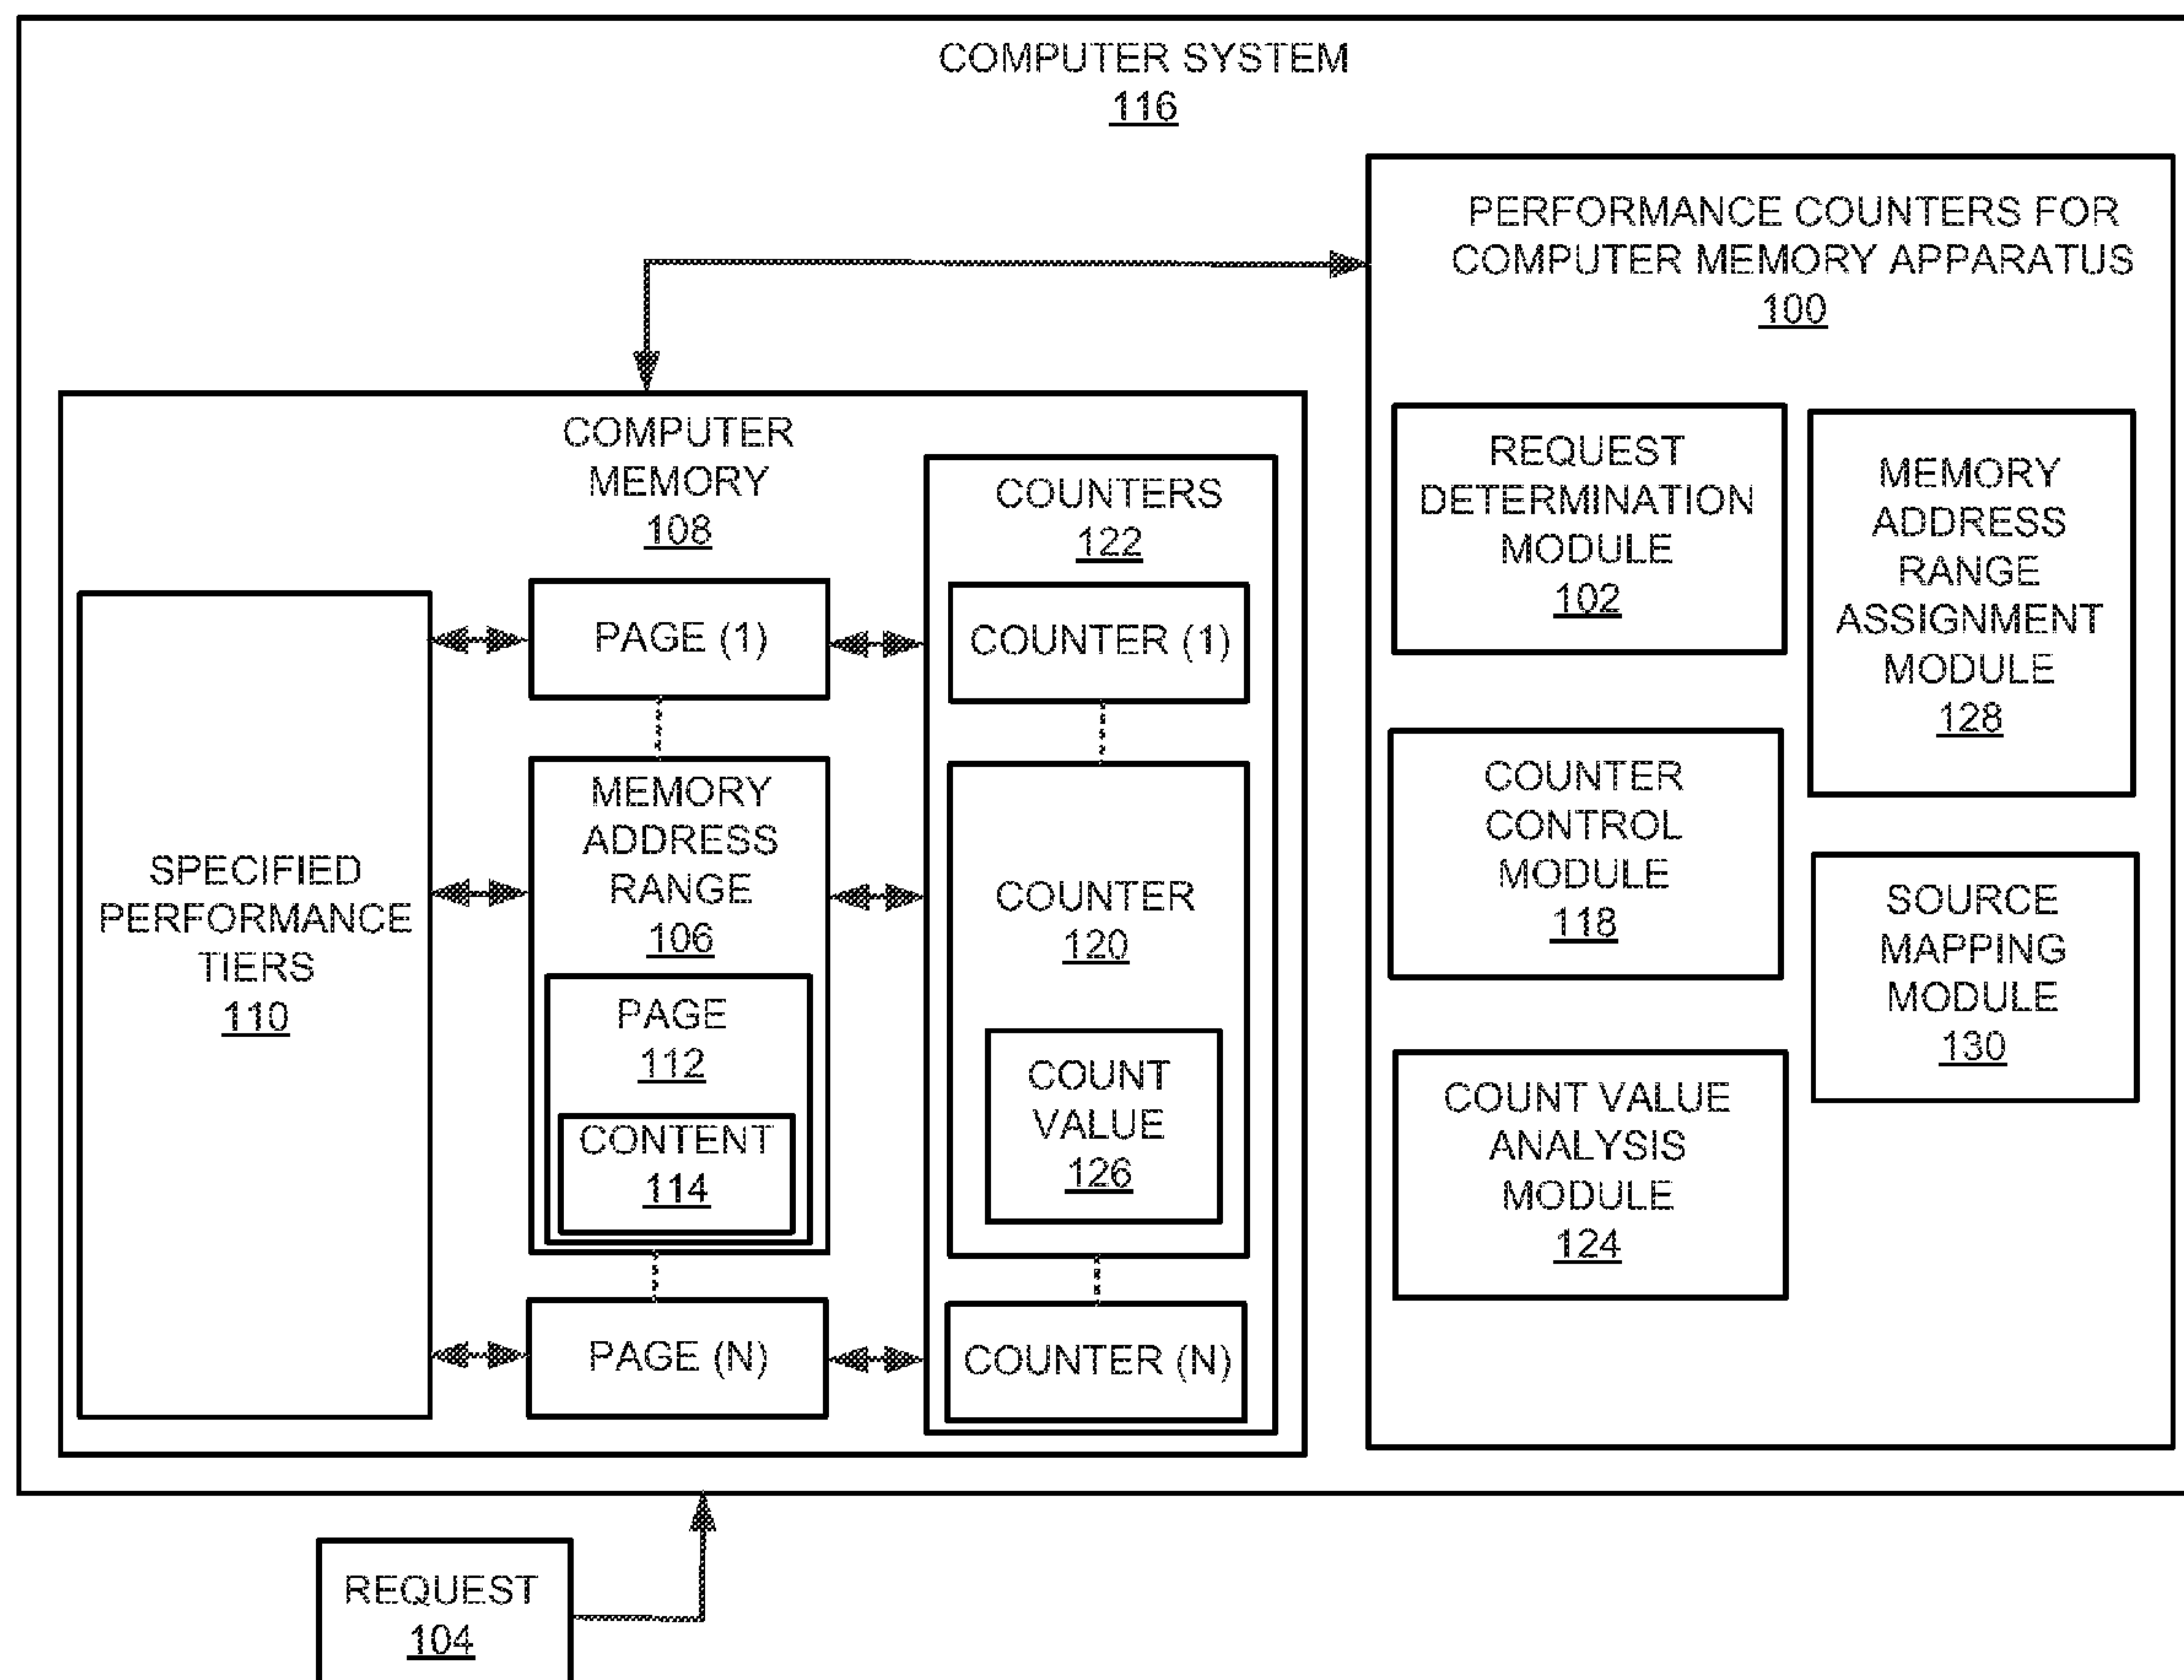 COMPUTER SYSTEM
116
PERFORMANCE COUNTERS FOR
COMPUTER MEMORY APPARATUS
100
COMPUTER
MEMORY
108
SPECIFIED
PERFORMANCE
TIERS
110
PAGE (1)
MEMORY
ADDRESS
RANGE
106
PAGE
112
CONTENT
114
PAGE (N)
COUNTERS
122
COUNTER (1)
COUNTER
120
COUNT
VALUE
126
COUNTER (N)
REQUEST
DETERMINATION
MODULE
102
MEMORY
ADDRESS
RANGE
ASSIGNMENT
MODULE
128
COUNTER
CONTROL
MODULE
118
SOURCE
MAPPING
MODULE
130
COUNT VALUE
ANALYSIS
MODULE
124
REQUEST
104